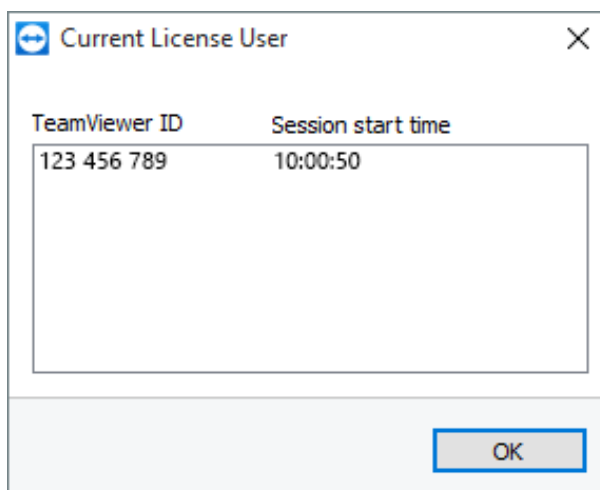 Current License User
TeamViewer ID Session start time
123 456 789 10:00:50
OK